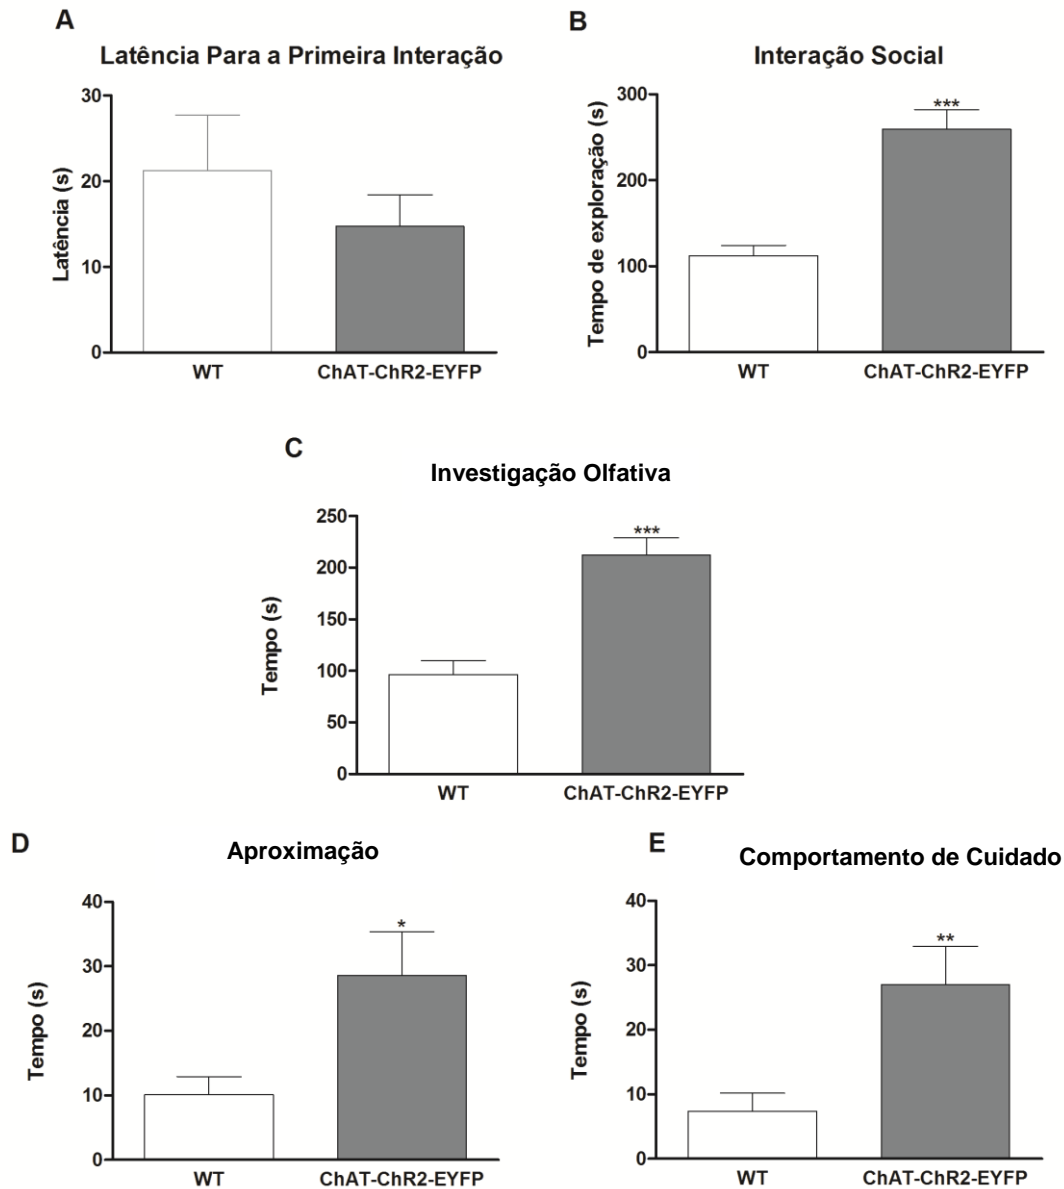 A
Latência Para a Primeira Interação
Latência (s)
30
20
10
0
WT ChAT-ChR2-EYFP
B
Interação Social
Tempo de exploração (s)
300
200
100
0
***
WT ChAT-ChR2-EYFP
C
Investigação Olfativa
Tempo (s)
250
200
150
100
50
0
***
WT ChAT-ChR2-EYFP
D
Aproximação
Tempo (s)
40
30
20
10
0
*
WT ChAT-ChR2-EYFP
E
Comportamento de Cuidado
Tempo (s)
40
30
20
10
0
**
WT ChAT-ChR2-EYFP